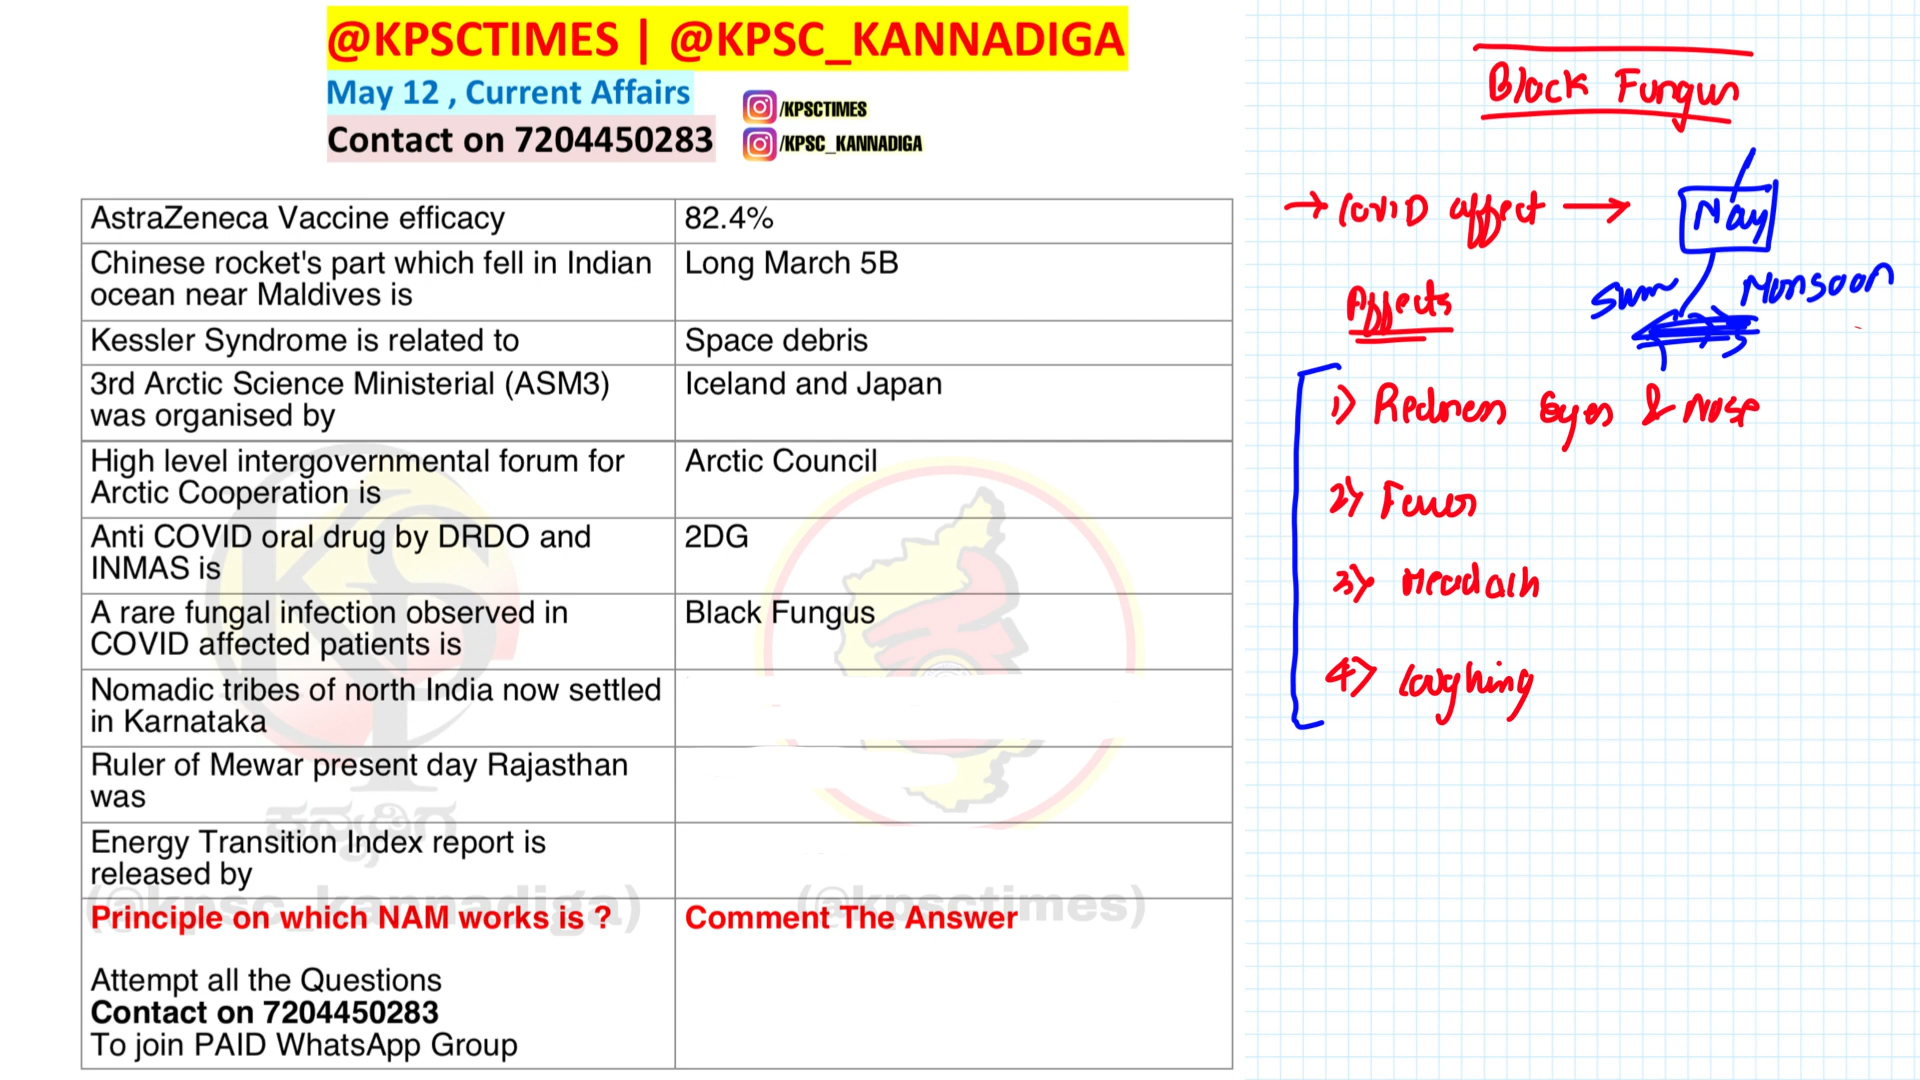 @KPSCTIMES | @KPSC_KANNADIGA
May 12 , Current Affairs
Contact on 7204450283
/KPSCTIMES
/KPSC_KANNADIGA
AstraZeneca Vaccine efficacy
82.4%
Chinese rocket's part which fell in Indian
ocean near Maldives is
Long March 5B
Kessler Syndrome is related to
Space debris
3rd Arctic Science Ministerial (ASM3)
was organised by
Iceland and Japan
High level intergovernmental forum for
Arctic Cooperation is
Arctic Council
Anti COVID oral drug by DRDO and
INMAS is
2DG
A rare fungal infection observed in
COVID affected patients is
Black Fungus
Nomadic tribes of north India now settled
in Karnataka
Ruler of Mewar present day Rajasthan
was
Energy Transition Index report is
released by
Principle on which NAM works is ?
Comment The Answer
Attempt all the Questions
Contact on 7204450283
To join PAID WhatsApp Group
KS
ಕನ್ನಡಿಗ
(@kpsc_kannadiga)
(@kpsctimes)
Block Fungus
→ COVID affect →
May
Sum
Monsoon
Affects
1) Redness Eyes & Nose
2) Fever
3) Headach
4) Coughing